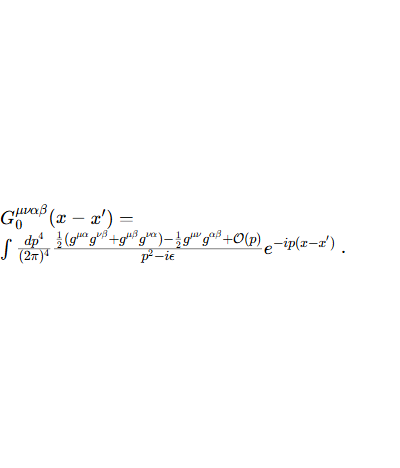 $G_0^{\mu\nu\alpha\beta}(x-x')=$
$\int \frac{dp^4}{(2\pi)^4} \frac{\frac{1}{2}(g^{\mu\alpha}g^{\nu\beta}+g^{\mu\beta}g^{\nu\alpha})-\frac{1}{2}g^{\mu\nu}g^{\alpha\beta}+\mathcal{O}(p)}{p^2-i\epsilon} e^{-ip(x-x')}\ .$